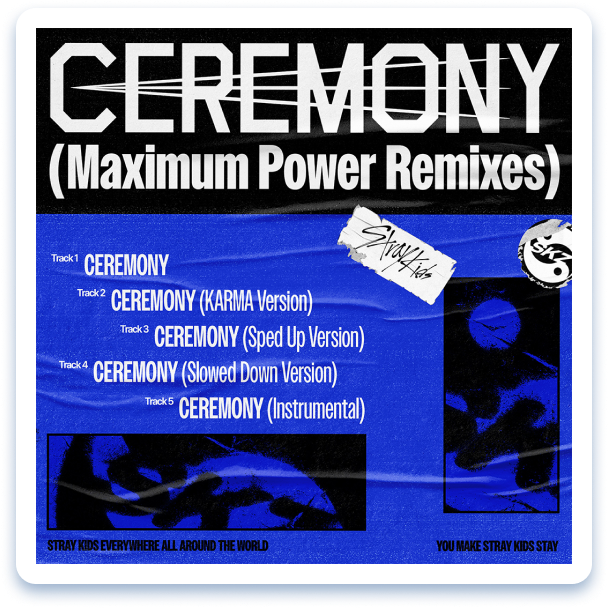 CEREMONY
(Maximum Power Remixes)
Stray Kids
SKZ
Track 1 CEREMONY
Track 2 CEREMONY (KARMA Version)
Track 3 CEREMONY (Sped Up Version)
Track 4 CEREMONY (Slowed Down Version)
Track 5 CEREMONY (Instrumental)
STRAY KIDS EVERYWHERE ALL AROUND THE WORLD
YOU MAKE STRAY KIDS STAY